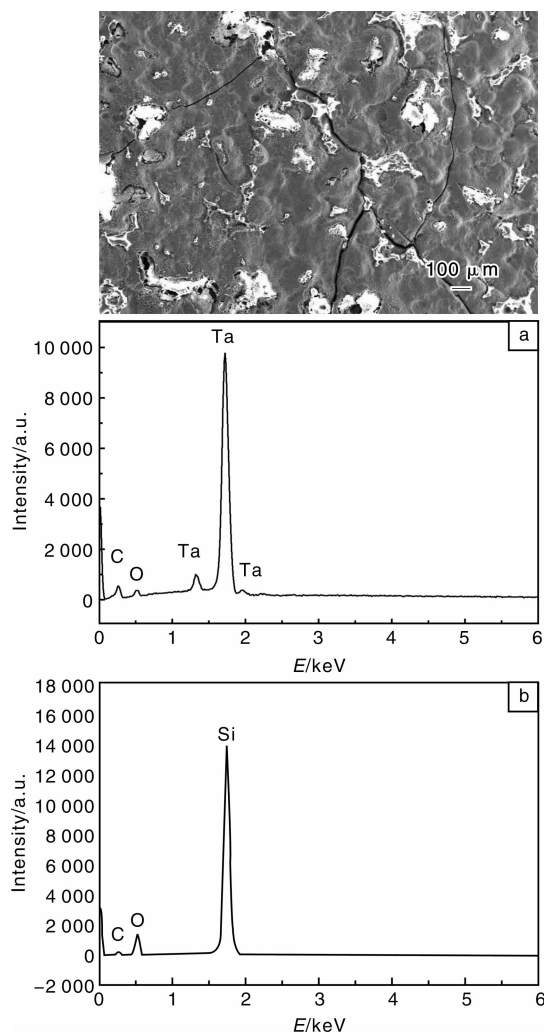 100 μm
a
Ta
10 000
8 000
6 000
4 000
2 000
0
Intensity/a.u.
C
O
Ta
Ta
0 1 2 3 4 5 6
E/keV
b
18 000
16 000
14 000
12 000
10 000
8 000
6 000
4 000
2 000
0
−2 000
Intensity/a.u.
Si
C
O
0 1 2 3 4 5 6
E/keV